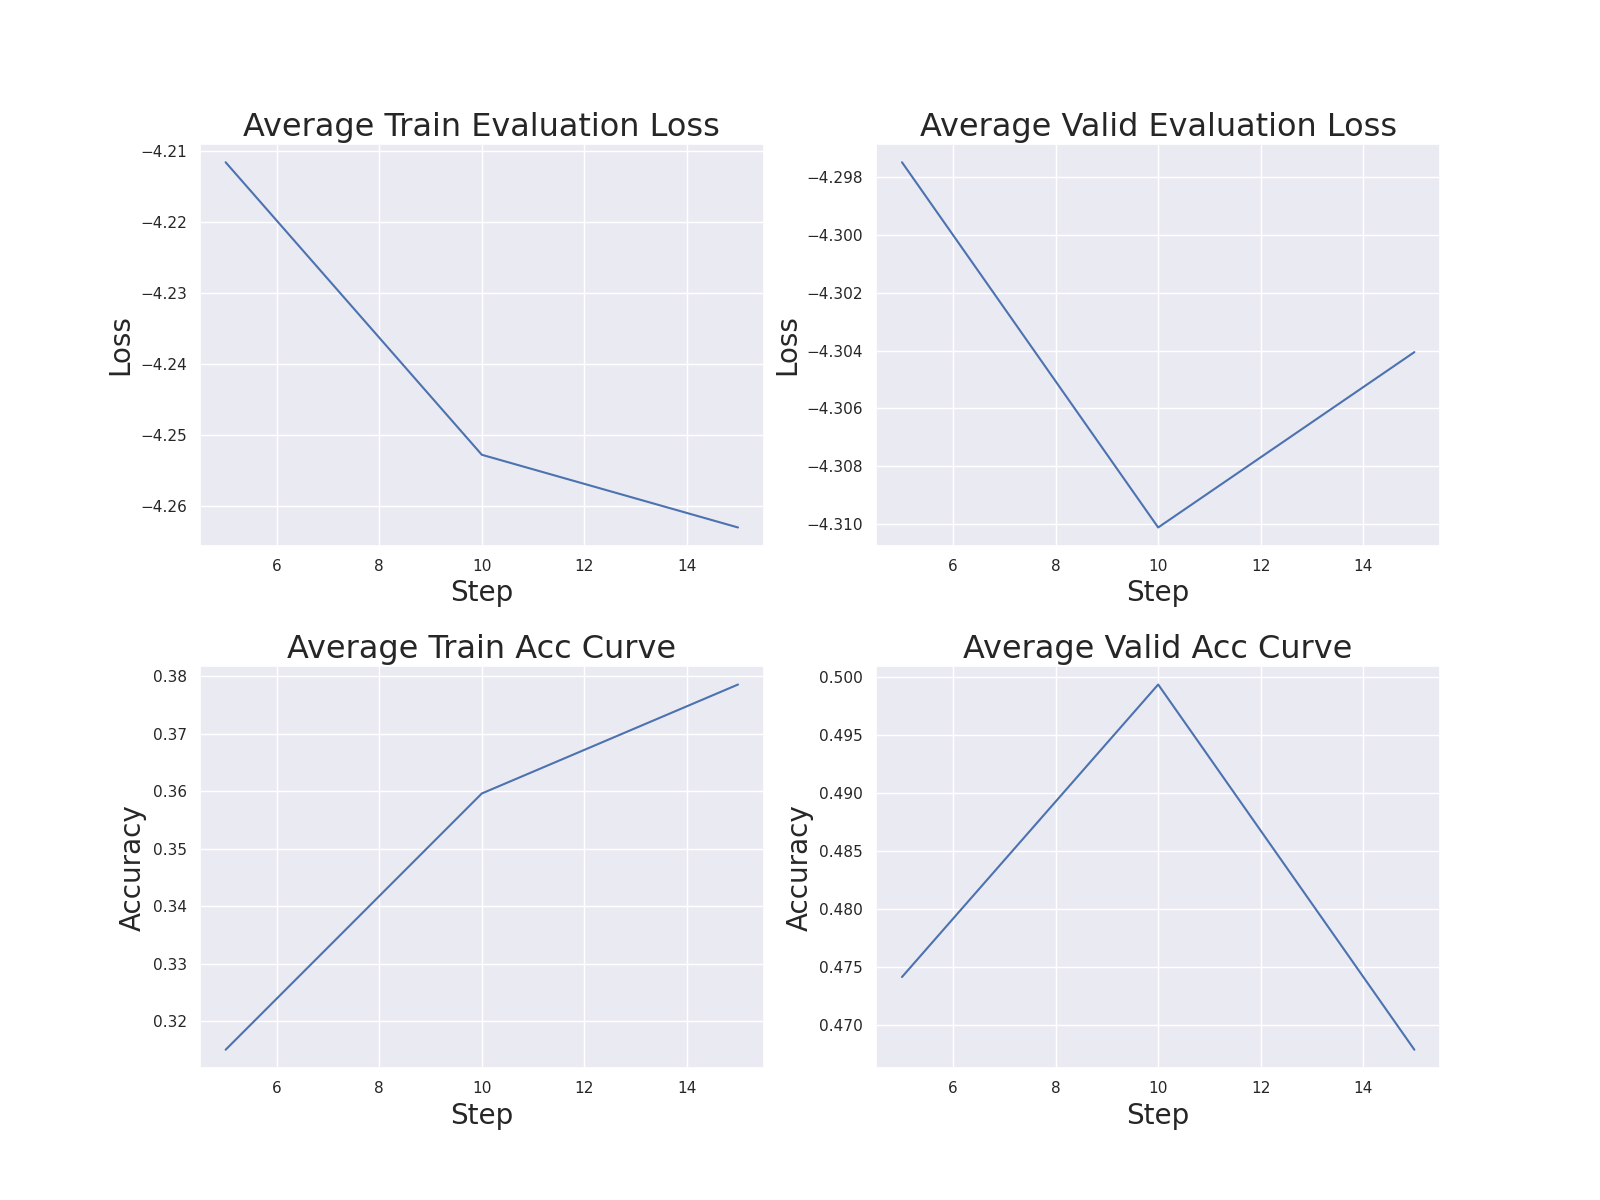 Average Train Evaluation Loss
−4.21
−4.22
−4.23
−4.24
−4.25
−4.26
Loss
6 8 10 12 14
Step
Average Valid Evaluation Loss
−4.298
−4.300
−4.302
−4.304
−4.306
−4.308
−4.310
Loss
6 8 10 12 14
Step
Average Train Acc Curve
0.38
0.37
0.36
0.35
0.34
0.33
0.32
Accuracy
6 8 10 12 14
Step
Average Valid Acc Curve
0.500
0.495
0.490
0.485
0.480
0.475
0.470
Accuracy
6 8 10 12 14
Step